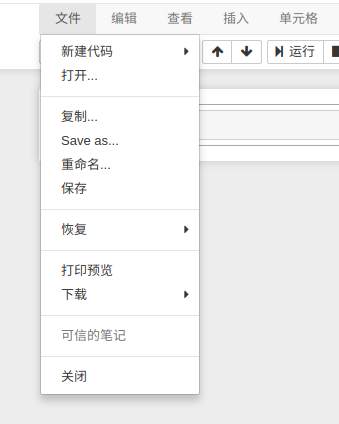 文件 编辑 查看 插入 单元格
新建代码
运行
打开...
复制...
Save as...
重命名...
保存
恢复
打印预览
下载
可信的笔记
关闭